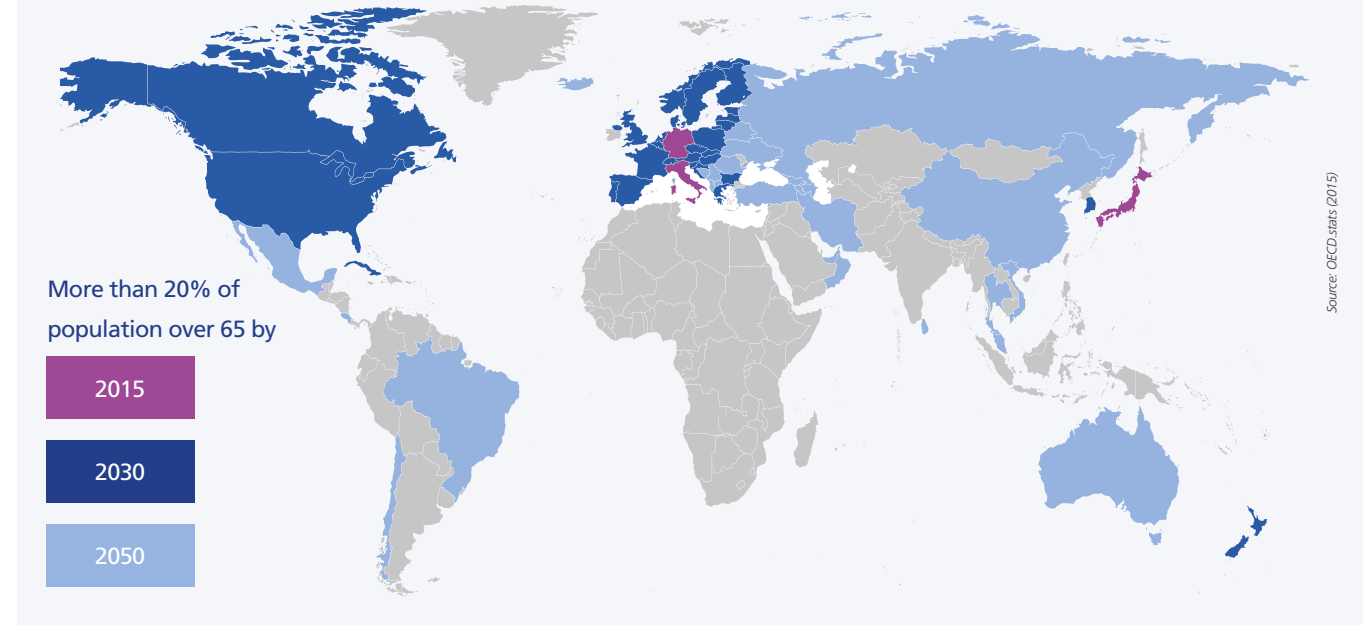 More than 20% of
population over 65 by
2015
2030
2050
Source: OECD.stats (2015)